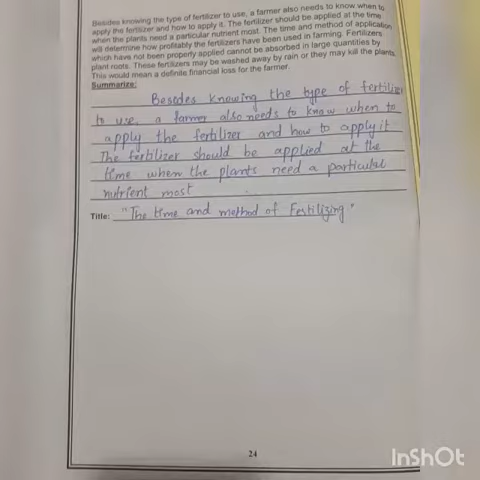 Besides knowing the type of fertilizer to use, a farmer also needs to know when to
apply the fertilizer and how to apply it. The fertilizer should be applied at the time
when the plants need a particular nutrient most. The time and method of application
will determine how profitably the fertilizers have been used in farming. Fertilizers
which have not been properly applied cannot be absorbed in large quantities by
plant roots. These fertilizers may be washed away by rain or they may kill the plants.
This would mean a definite financial loss for the farmer.
Summarize:
Besides knowing the type of fertilizer
to use, a farmer also needs to know when to
apply the fertilizer and how to apply it
The fertilizer should be applied at the
time when the plants need a particular
nutrient most
Title: "The time and method of Fertilizing"
24
InShOt